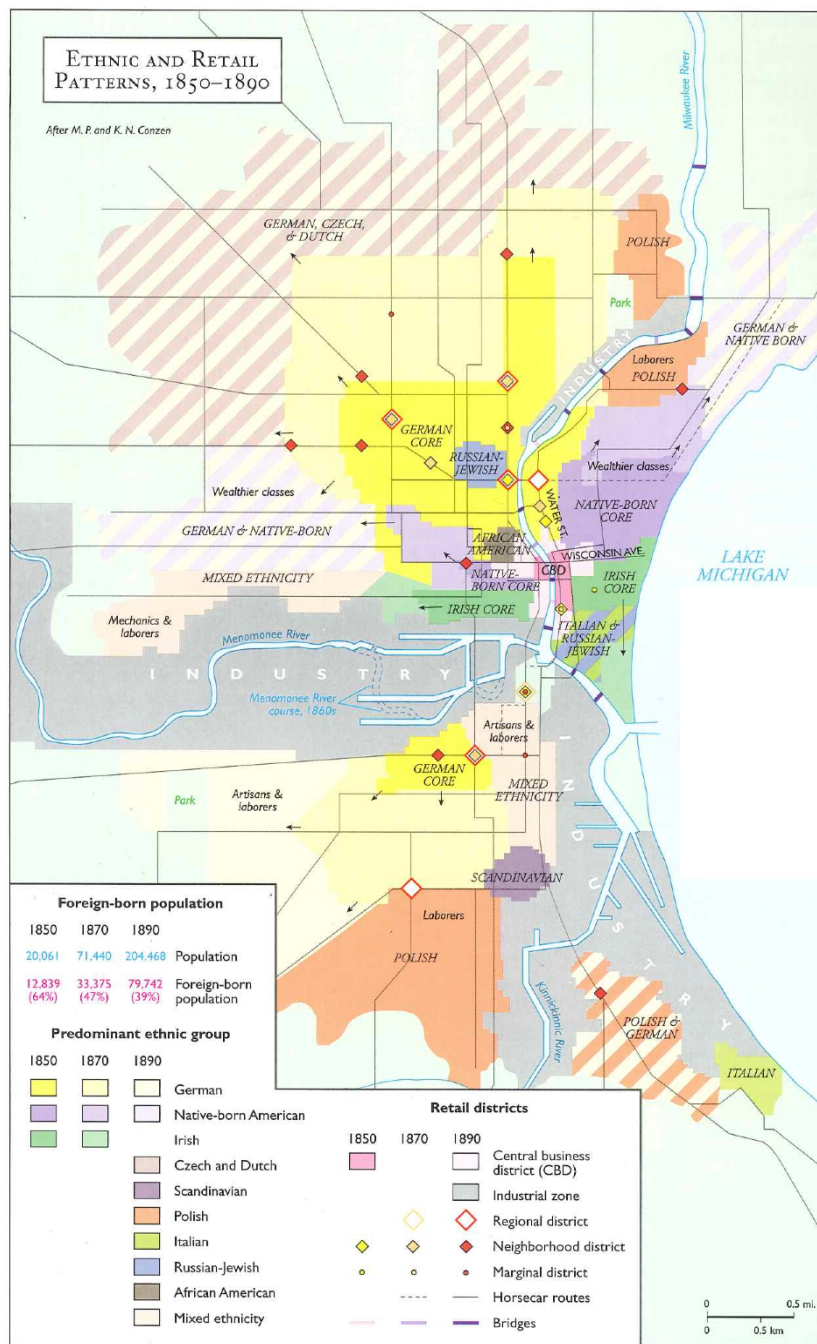 ETHNIC AND RETAIL
PATTERNS, 1850–1890
After M. P. and K. N. Conzen
Milwaukee River
GERMAN, CZECH,
& DUTCH
POLISH
Park
GERMAN &
NATIVE BORN
INDUSTRY
Laborers
POLISH
GERMAN
CORE
RUSSIAN-
JEWISH
Wealthier classes
Wealthier classes
WATER ST.
NATIVE-BORN
CORE
GERMAN & NATIVE-BORN
AFRICAN
AMERICAN
WISCONSIN AVE.
CBD
LAKE
MICHIGAN
MIXED ETHNICITY
NATIVE-
BORN CORE
IRISH
CORE
IRISH CORE
Mechanics &
laborers
ITALIAN &
RUSSIAN-
JEWISH
Menomonee River
INDUSTRY
Menomonee River
course, 1860s
Artisans &
laborers
GERMAN
CORE
MIXED
ETHNICITY
INDUSTRY
Park
Artisans &
laborers
SCANDINAVIAN
Laborers
POLISH
Kinnickinnic River
POLISH &
GERMAN
ITALIAN
Foreign-born population
1850 1870 1890
20,061 71,440 204,468 Population
12,839 33,375 79,742 Foreign-born
(64%) (47%) (39%) population
Predominant ethnic group
1850 1870 1890
German
Native-born American
Irish
Czech and Dutch
Scandinavian
Polish
Italian
Russian-Jewish
African American
Mixed ethnicity
Retail districts
1850 1870 1890
Central business
district (CBD)
Industrial zone
Regional district
Neighborhood district
Marginal district
Horsecar routes
Bridges
0 0.5 mi.
0 0.5 km